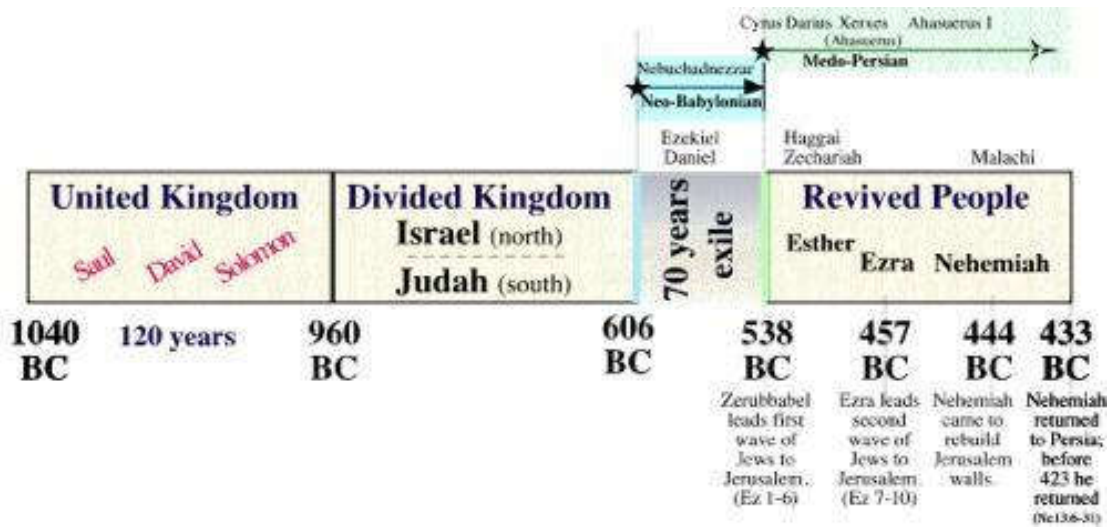 Cyrus Darius Xerxes Ahasuerus I
(Ahasuerus)
Medo-Persian
Nebuchadnezzar
Neo-Babylonian
Ezekiel
Daniel
Haggai
Zechariah
Malachi
United Kingdom
Saul David Solomon
Divided Kingdom
Israel (north)
Judah (south)
70 years
exile
Revived People
Esther
Ezra
Nehemiah
1040
BC
120 years
960
BC
606
BC
538
BC
457
BC
444
BC
433
BC
Zerubbabel
leads first
wave of
Jews to
Jerusalem.
(Ez 1-6)
Ezra leads
second
wave of
Jews to
Jerusalem
(Ez 7-10)
Nehemiah
came to
rebuild
Jerusalem
walls.
Nehemiah
returned
to Persia;
before
423 he
returned
(Ne13:6-31)